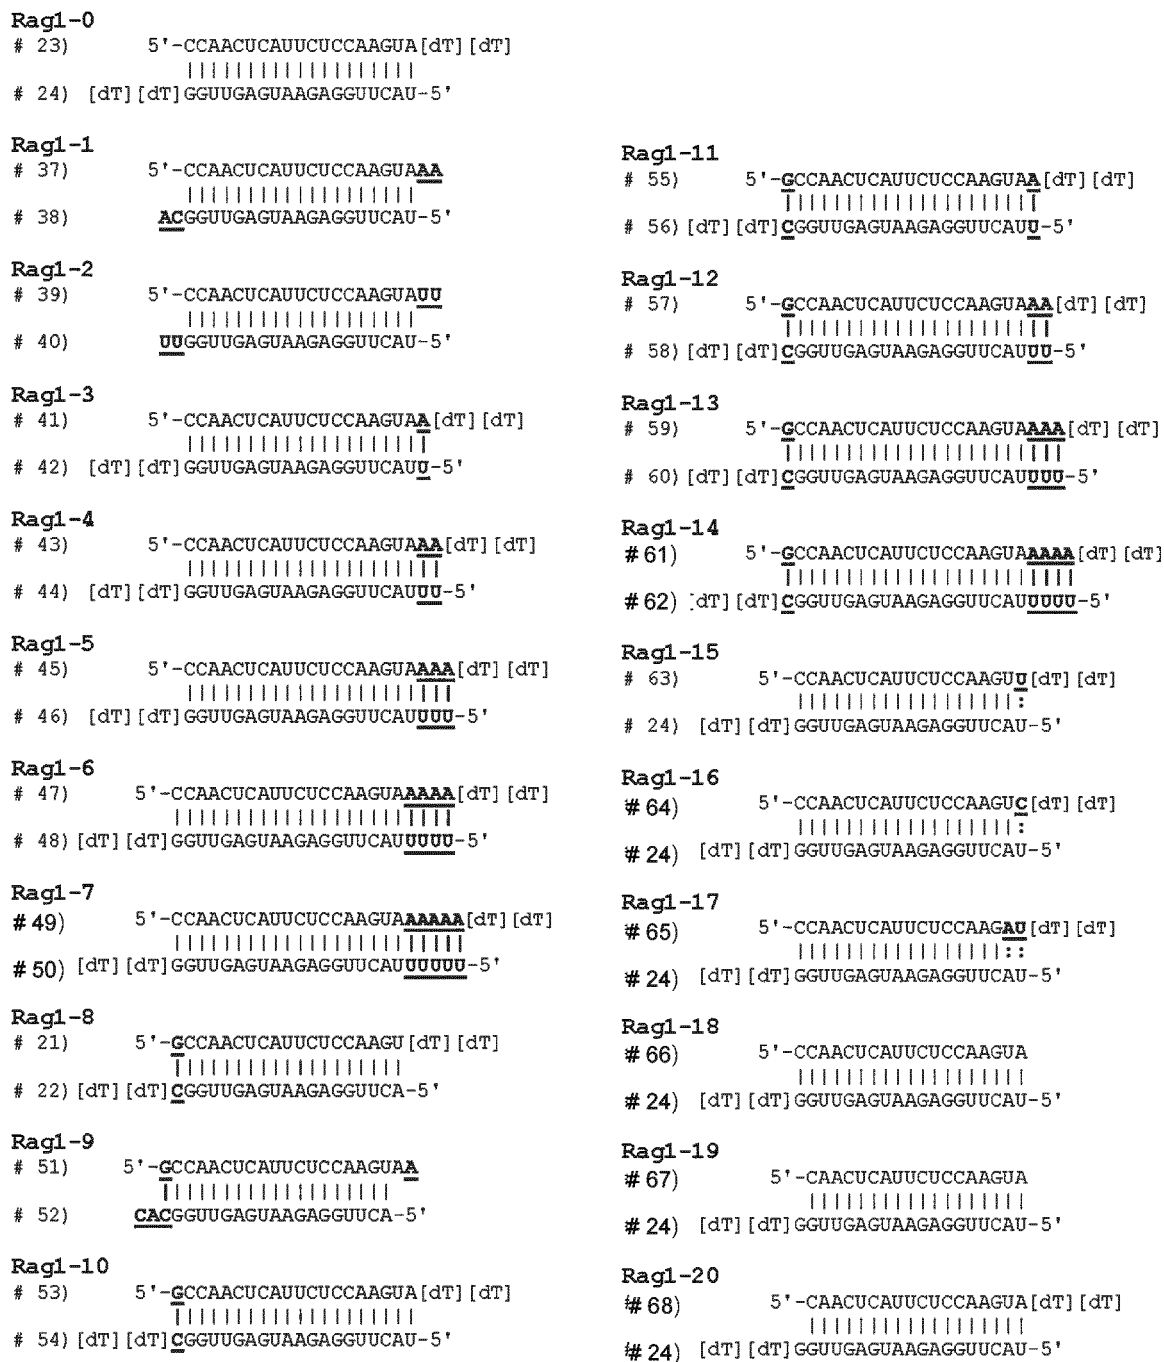 Rag1-0
# 23) 5'-CCAACUCAUUCUCCAAGUA[dT][dT]
|||||||||||||||||||
# 24) [dT][dT]GGUUGAGUAAGAGGUUCAU-5'
Rag1-1
# 37) 5'-CCAACUCAUUCUCCAAGUAAA
|||||||||||||||||||
# 38) ACGGUUGAGUAAGAGGUUCAU-5'
Rag1-2
# 39) 5'-CCAACUCAUUCUCCAAGUAUU
|||||||||||||||||||
# 40) UUGGUUGAGUAAGAGGUUCAU-5'
Rag1-3
# 41) 5'-CCAACUCAUUCUCCAAGUAA[dT][dT]
||||||||||||||||||||
# 42) [dT][dT]GGUUGAGUAAGAGGUUCAUU-5'
Rag1-4
# 43) 5'-CCAACUCAUUCUCCAAGUAAA[dT][dT]
|||||||||||||||||||||
# 44) [dT][dT]GGUUGAGUAAGAGGUUCAUUU-5'
Rag1-5
# 45) 5'-CCAACUCAUUCUCCAAGUAAAA[dT][dT]
||||||||||||||||||||||
# 46) [dT][dT]GGUUGAGUAAGAGGUUCAUUUU-5'
Rag1-6
# 47) 5'-CCAACUCAUUCUCCAAGUAAAAA[dT][dT]
|||||||||||||||||||||||
# 48) [dT][dT]GGUUGAGUAAGAGGUUCAUUUUU-5'
Rag1-7
# 49) 5'-CCAACUCAUUCUCCAAGUAAAAAA[dT][dT]
||||||||||||||||||||||||
# 50) [dT][dT]GGUUGAGUAAGAGGUUCAUUUUUU-5'
Rag1-8
# 21) 5'-GCCAACUCAUUCUCCAAGU[dT][dT]
|||||||||||||||||||
# 22) [dT][dT]CGGUUGAGUAAGAGGUUCA-5'
Rag1-9
# 51) 5'-GCCAACUCAUUCUCCAAGUAA
|||||||||||||||||||
# 52) CACGGUUGAGUAAGAGGUUCA-5'
Rag1-10
# 53) 5'-GCCAACUCAUUCUCCAAGUA[dT][dT]
||||||||||||||||||||
# 54) [dT][dT]CGGUUGAGUAAGAGGUUCAU-5'
Rag1-11
# 55) 5'-GCCAACUCAUUCUCCAAGUAA[dT][dT]
|||||||||||||||||||||
# 56) [dT][dT]CGGUUGAGUAAGAGGUUCAUU-5'
Rag1-12
# 57) 5'-GCCAACUCAUUCUCCAAGUAAA[dT][dT]
||||||||||||||||||||||
# 58) [dT][dT]CGGUUGAGUAAGAGGUUCAUUU-5'
Rag1-13
# 59) 5'-GCCAACUCAUUCUCCAAGUAAAA[dT][dT]
|||||||||||||||||||||||
# 60) [dT][dT]CGGUUGAGUAAGAGGUUCAUUUU-5'
Rag1-14
# 61) 5'-GCCAACUCAUUCUCCAAGUAAAAA[dT][dT]
||||||||||||||||||||||||
# 62) [dT][dT]CGGUUGAGUAAGAGGUUCAUUUUU-5'
Rag1-15
# 63) 5'-CCAACUCAUUCUCCAAGUU[dT][dT]
||||||||||||||||||:
# 24) [dT][dT]GGUUGAGUAAGAGGUUCAU-5'
Rag1-16
# 64) 5'-CCAACUCAUUCUCCAAGUC[dT][dT]
||||||||||||||||||:
# 24) [dT][dT]GGUUGAGUAAGAGGUUCAU-5'
Rag1-17
# 65) 5'-CCAACUCAUUCUCCAAGAU[dT][dT]
|||||||||||||||||::
# 24) [dT][dT]GGUUGAGUAAGAGGUUCAU-5'
Rag1-18
# 66) 5'-CCAACUCAUUCUCCAAGUA
|||||||||||||||||||
# 24) [dT][dT]GGUUGAGUAAGAGGUUCAU-5'
Rag1-19
# 67) 5'-CAACUCAUUCUCCAAGUA
||||||||||||||||||
# 24) [dT][dT]GGUUGAGUAAGAGGUUCAU-5'
Rag1-20
# 68) 5'-CAACUCAUUCUCCAAGUA[dT][dT]
||||||||||||||||||
# 24) [dT][dT]GGUUGAGUAAGAGGUUCAU-5'